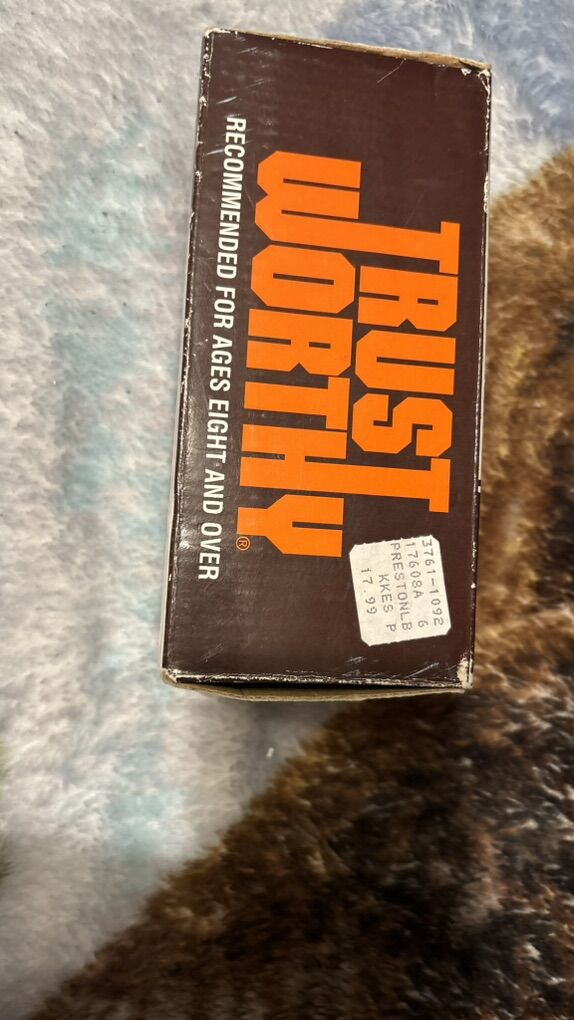 TRUST
WORTHY®
RECOMMENDED FOR AGES EIGHT AND OVER
3761-1092
17608A 6
PRESTONLB
KKES P
17.99